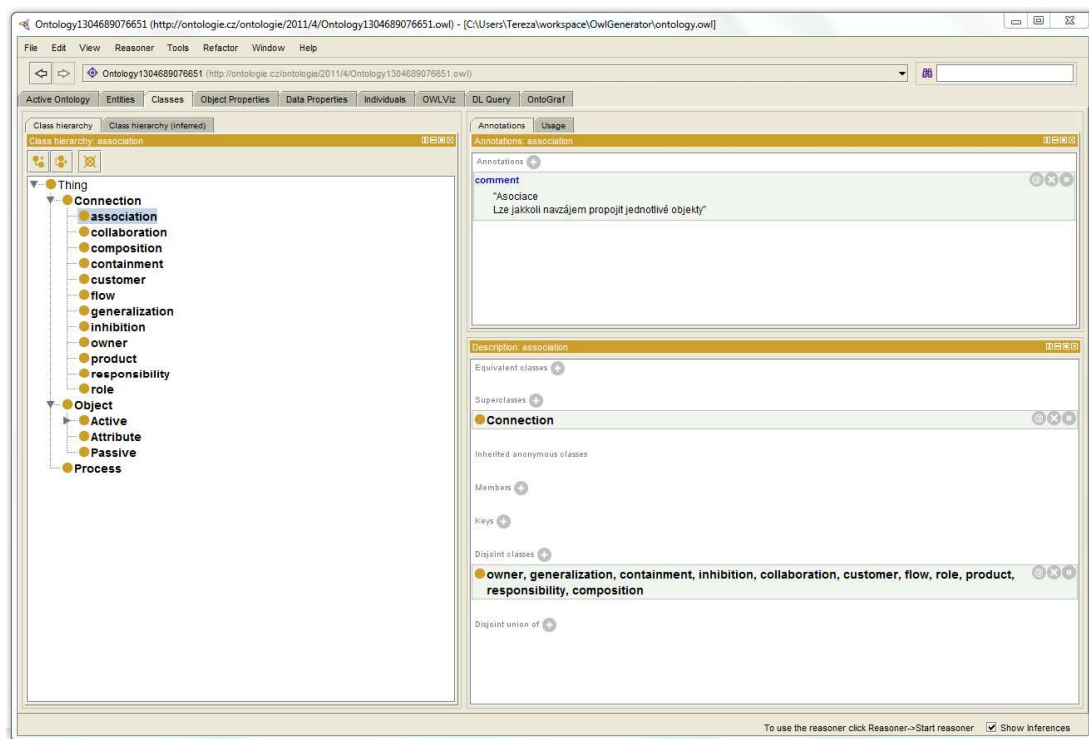 Ontology1304689076651 (http://ontologie.cz/ontologie/2011/4/Ontology1304689076651.owl) - [C:\Users\Tereza\workspace\OwlGenerator\ontology.owl]
File Edit View Reasoner Tools Refactor Window Help
Ontology1304689076651 (http://ontologie.cz/ontologie/2011/4/Ontology1304689076651.owl)
Active Ontology Entities Classes Object Properties Data Properties Individuals OWLViz DL Query OntoGraf
Class hierarchy Class hierarchy (inferred)
Class hierarchy: association
Thing
Connection
association
collaboration
composition
containment
customer
flow
generalization
inhibition
owner
product
responsibility
role
Object
Active
Attribute
Passive
Process
Annotations Usage
Annotations: association
Annotations
comment
"Asociace
Lze jakkoli navzájem propojit jednotlivé objekty"
Description: association
Equivalent classes
Superclasses
Connection
Inherited anonymous classes
Members
Keys
Disjoint classes
owner, generalization, containment, inhibition, collaboration, customer, flow, role, product,
responsibility, composition
Disjoint union of
To use the reasoner click Reasoner->Start reasoner Show Inferences